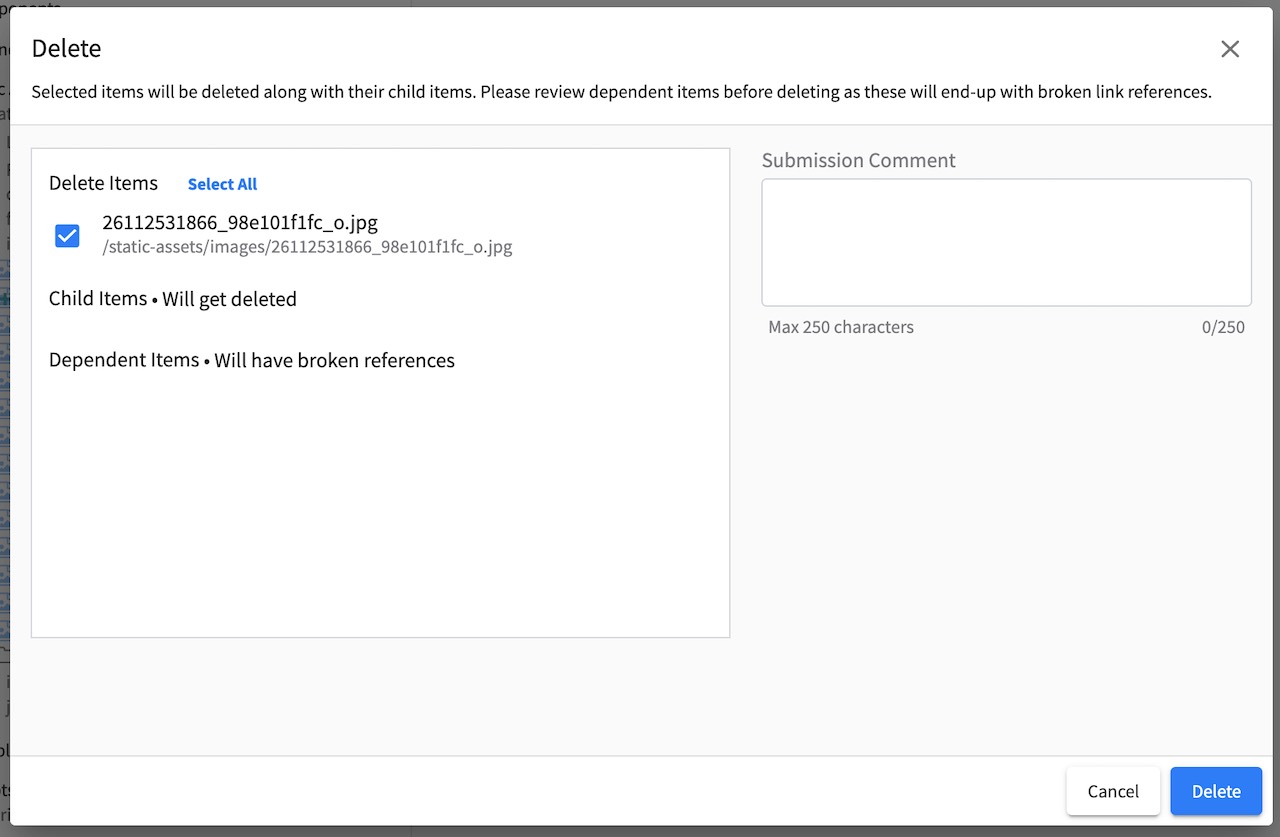 Delete
Selected items will be deleted along with their child items. Please review dependent items before deleting as these will end-up with broken link references.
Delete Items Select All
26112531866_98e101f1fc_o.jpg
/static-assets/images/26112531866_98e101f1fc_o.jpg
Child Items • Will get deleted
Dependent Items • Will have broken references
Submission Comment
Max 250 characters 0/250
Cancel Delete